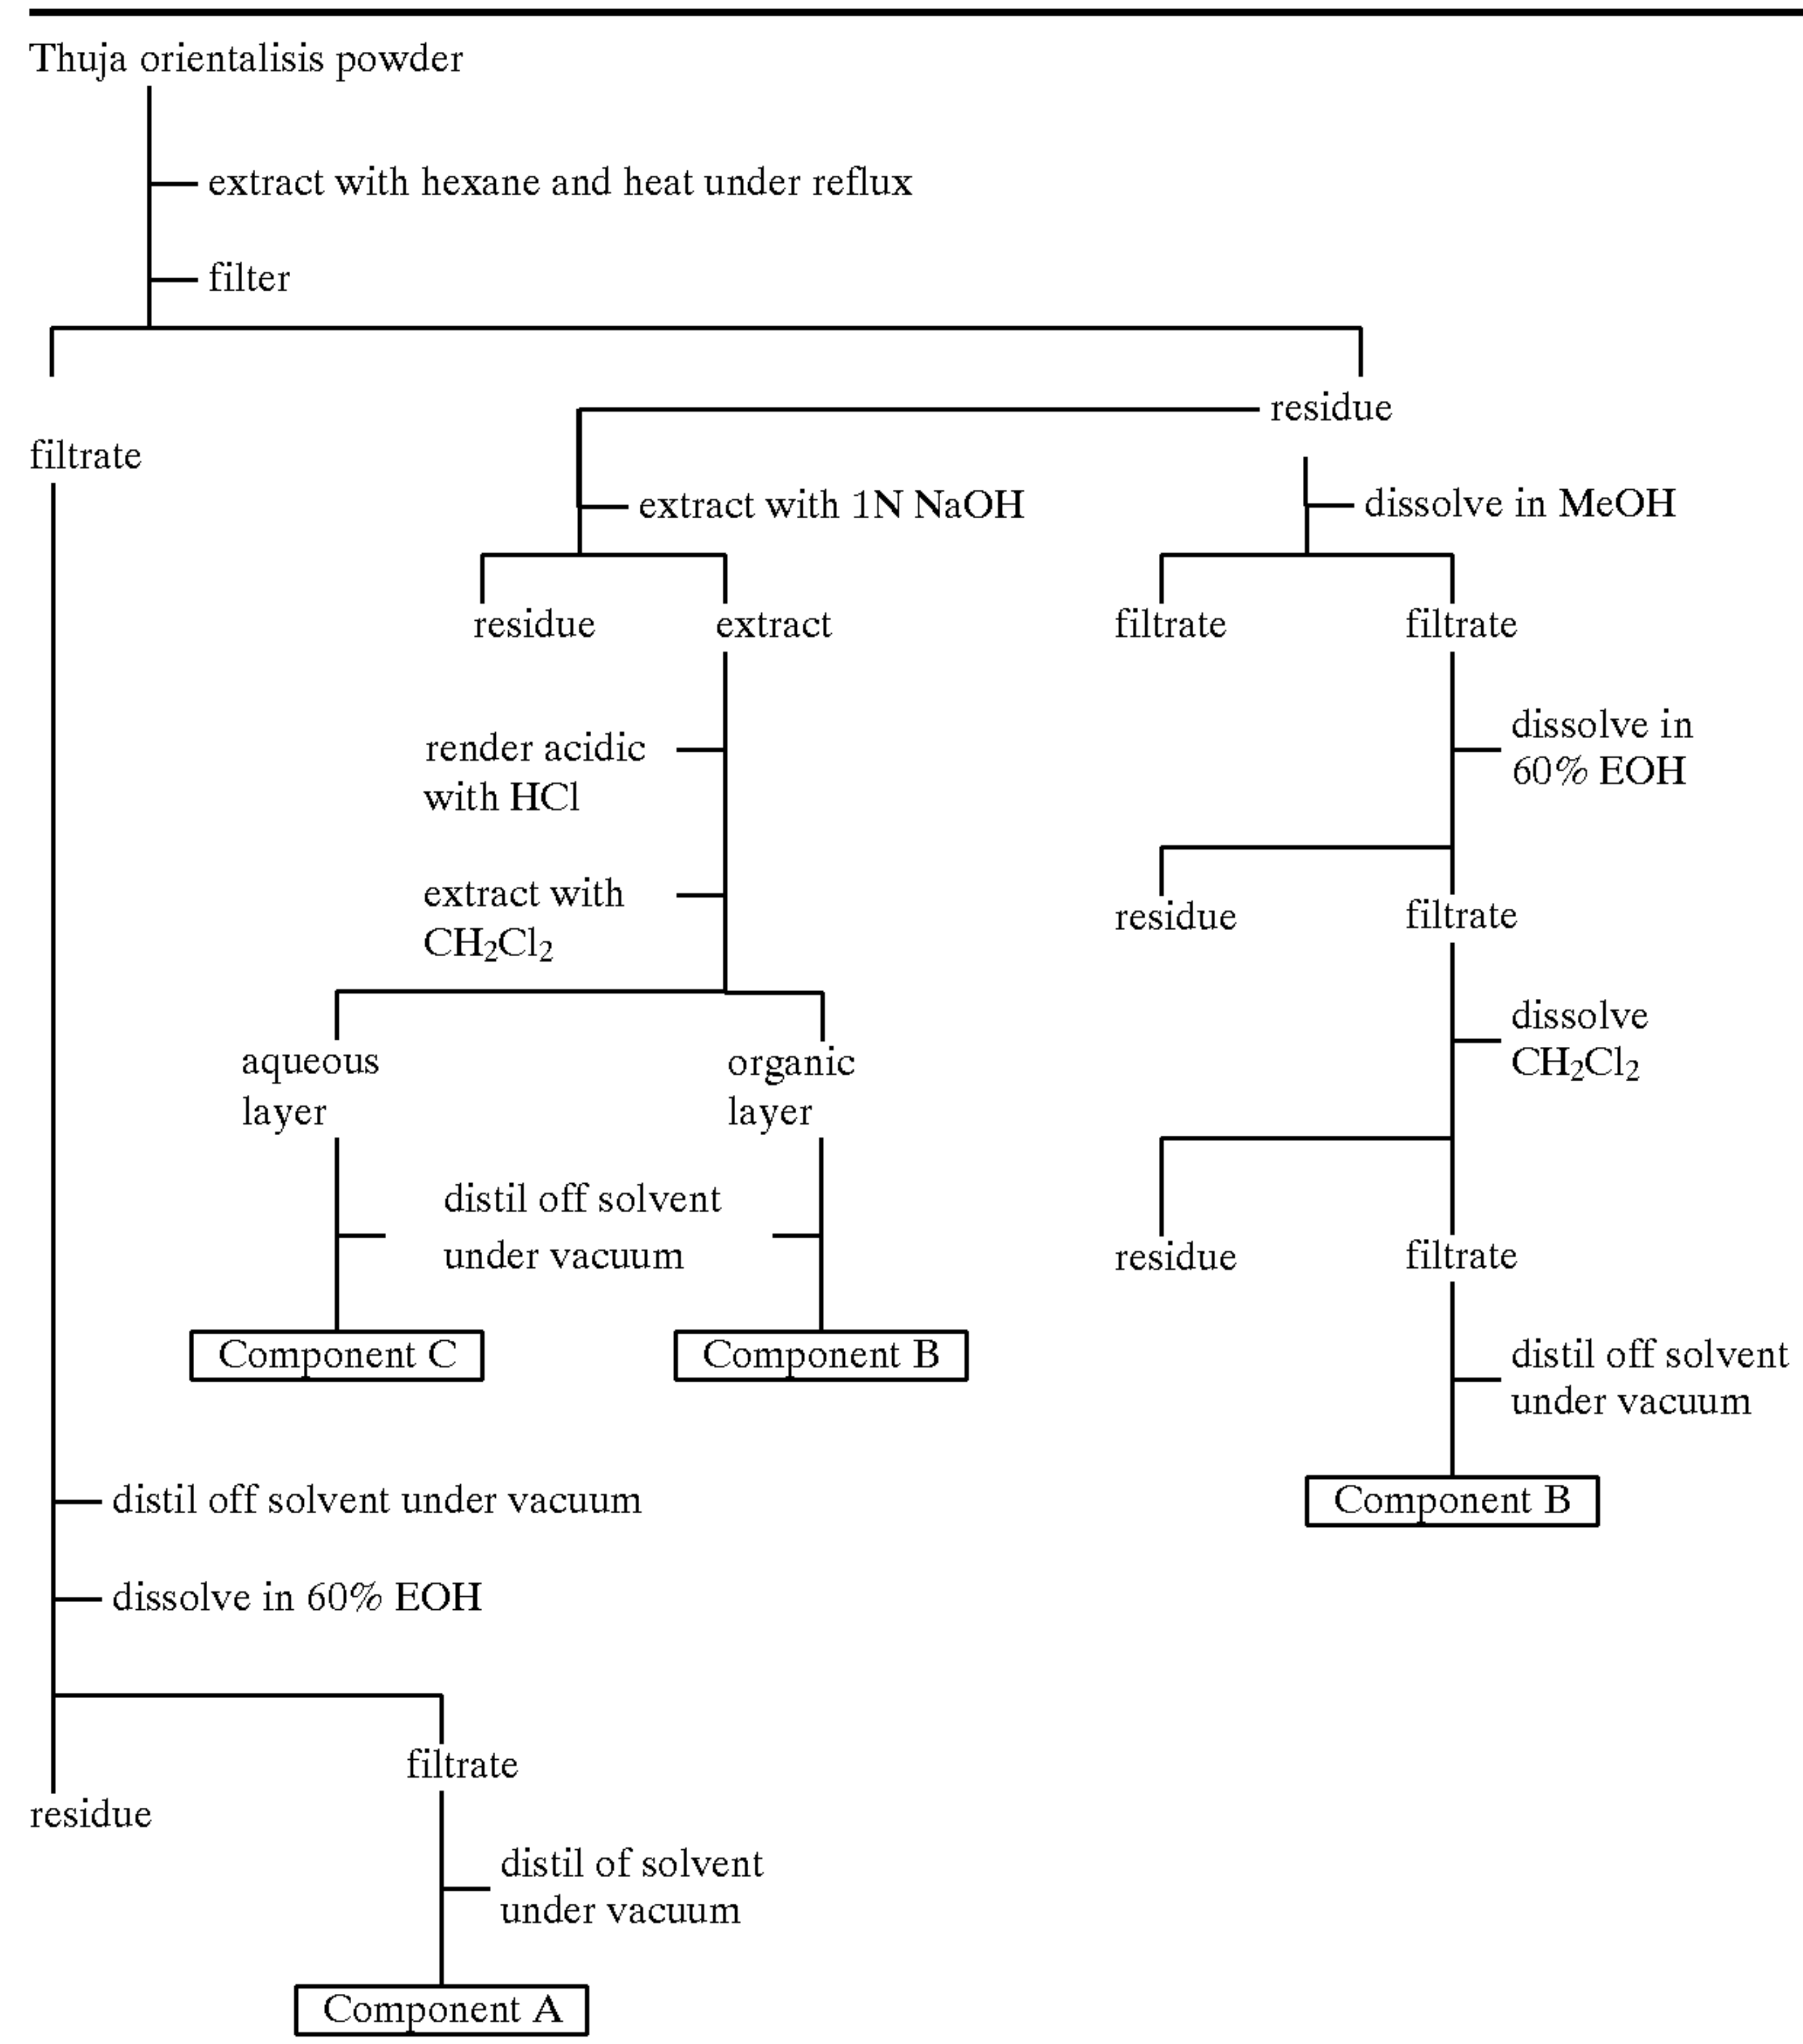 Thuja orientalisis powder
extract with hexane and heat under reflux
filter
residue
filtrate
extract with 1N NaOH
dissolve in MeOH
residue
extract
filtrate
filtrate
render acidic
with HCl
dissolve in
60% EOH
extract with
CH₂Cl₂
residue
filtrate
aqueous
layer
organic
layer
dissolve
CH₂Cl₂
distil off solvent
under vacuum
residue
filtrate
Component C
Component B
distil off solvent
under vacuum
Component B
distil off solvent under vacuum
dissolve in 60% EOH
filtrate
residue
distil of solvent
under vacuum
Component A